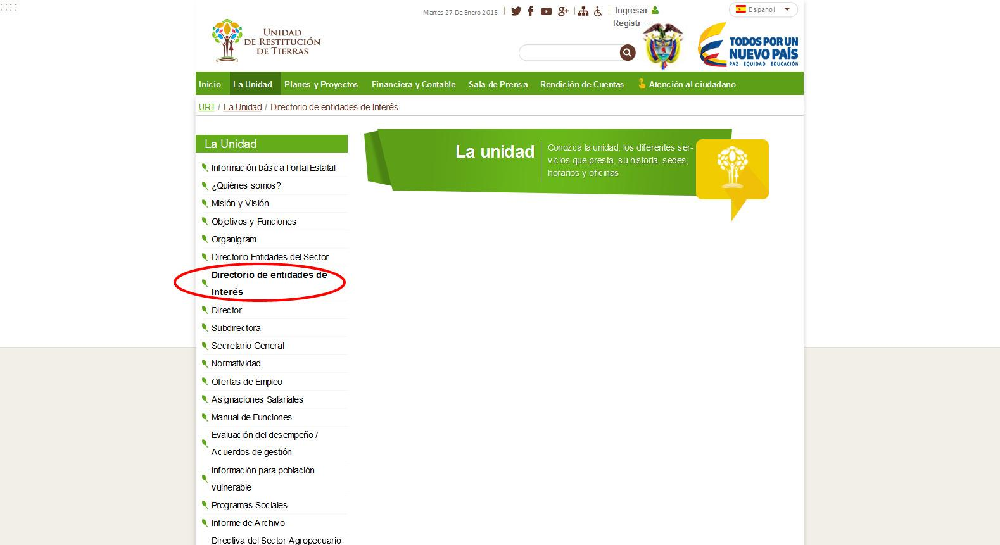 ; ; ; ;
Martes 27 De Enero 2015
Ingresar
Espanol
UNIDAD
DE RESTITUCIÓN
DE TIERRAS
TODOS POR UN
NUEVO PAÍS
PAZ EQUIDAD EDUCACIÓN
Inicio La Unidad Planes y Proyectos Financiera y Contable Sala de Prensa Rendición de Cuentas Atención al ciudadano
URT / La Unidad / Directorio de entidades de Interés
La Unidad
Información básica Portal Estatal
¿Quiénes somos?
Misión y Visión
Objetivos y Funciones
Organigram
Directorio Entidades del Sector
Directorio de entidades de
Interés
Director
Subdirectora
Secretario General
Normatividad
Ofertas de Empleo
Asignaciones Salariales
Manual de Funciones
Evaluación del desempeño /
Acuerdos de gestión
Información para población
vulnerable
Programas Sociales
Informe de Archivo
Directiva del Sector Agropecuario
La unidad
Conozca la unidad, los diferentes ser-
vicios que presta, su historia, sedes,
horarios y oficinas